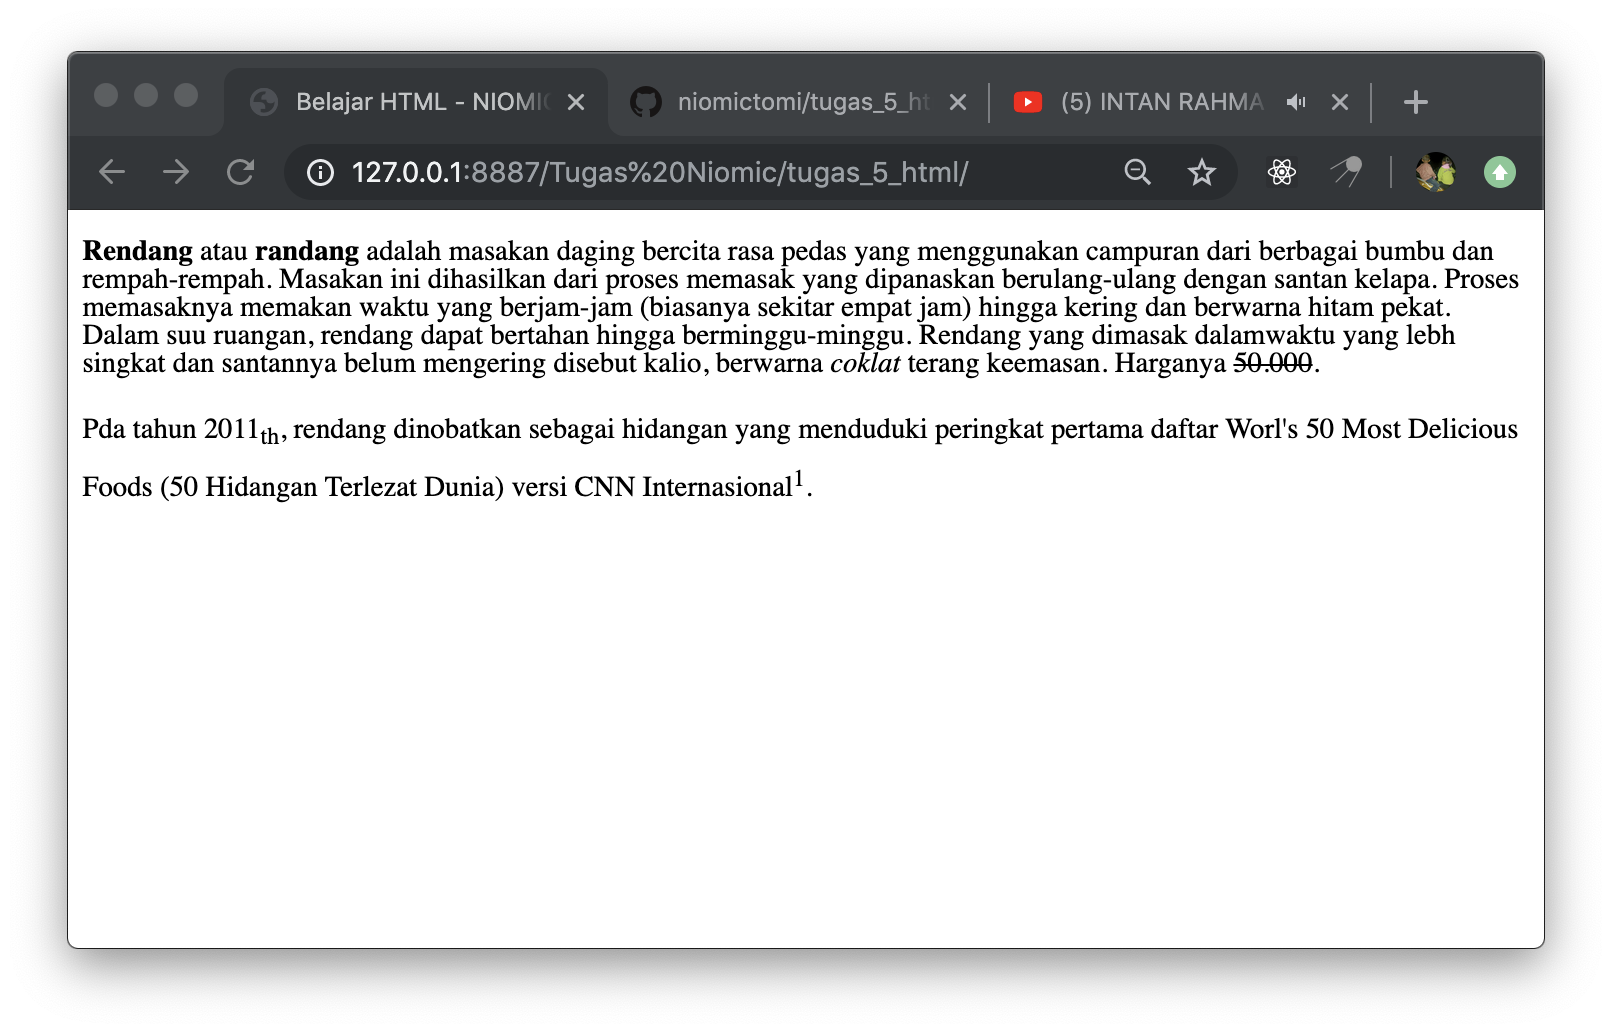 Belajar HTML - NIOMIC
niomictomi/tugas_5_ht
(5) INTAN RAHMA
127.0.0.1:8887/Tugas%20Niomic/tugas_5_html/
Rendang atau randang adalah masakan daging bercita rasa pedas yang menggunakan campuran dari berbagai bumbu dan
rempah-rempah. Masakan ini dihasilkan dari proses memasak yang dipanaskan berulang-ulang dengan santan kelapa. Proses
memasaknya memakan waktu yang berjam-jam (biasanya sekitar empat jam) hingga kering dan berwarna hitam pekat.
Dalam suu ruangan, rendang dapat bertahan hingga berminggu-minggu. Rendang yang dimasak dalamwaktu yang lebh
singkat dan santannya belum mengering disebut kalio, berwarna coklat terang keemasan. Harganya 50.000.
Pda tahun 2011th, rendang dinobatkan sebagai hidangan yang menduduki peringkat pertama daftar Worl's 50 Most Delicious
Foods (50 Hidangan Terlezat Dunia) versi CNN Internasional1.